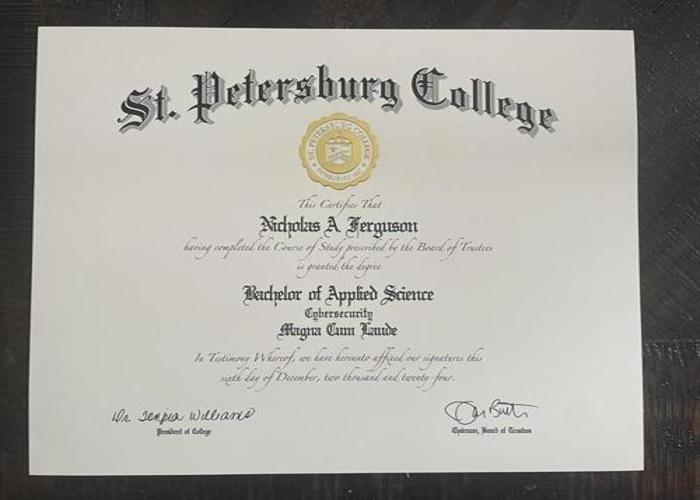 St. Petersburg College
ST. PETERSBURG COLLEGE
This Certifies That
Nicholas A Ferguson
having completed the Course of Study prescribed by the Board of Trustees
is granted the degree
Bachelor of Applied Science
Cybersecurity
Magna Cum Laude
In Testimony Whereof, we have hereunto affixed our signatures this
sixth day of December, two thousand and twenty-four.
Dr. Tonjua Williams
President of College
Chairman, Board of Trustees